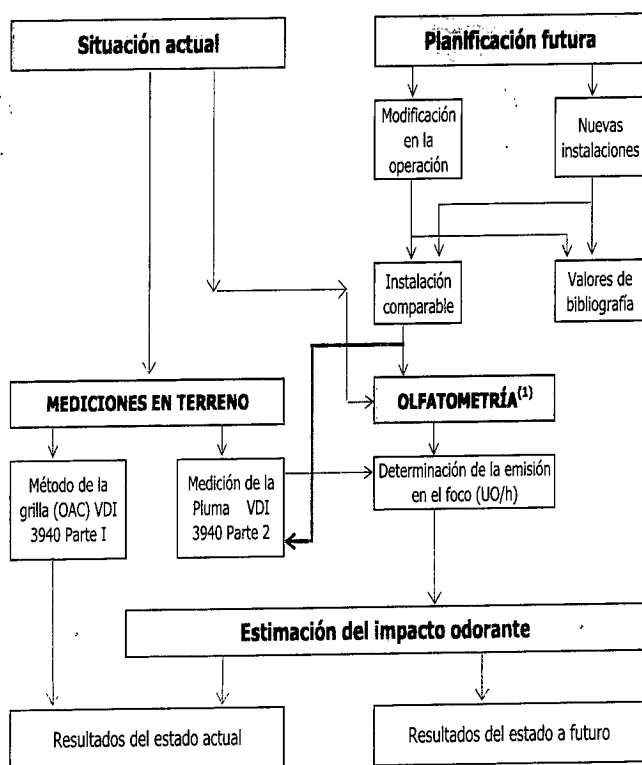 Situación actual
Planificación futura
Modificación
en la
operación
Nuevas
instalaciones
Instalación
comparable
Valores de
bibliografía
MEDICIONES EN TERRENO
OLFATOMETRÍA(1)
Método de la
grilla (OAC) VDI
3940 Parte I
Medición de la
Pluma VDI
3940 Parte 2
Determinación de la emisión
en el foco (UO/h)
Estimación del impacto odorante
Resultados del estado actual
Resultados del estado a futuro